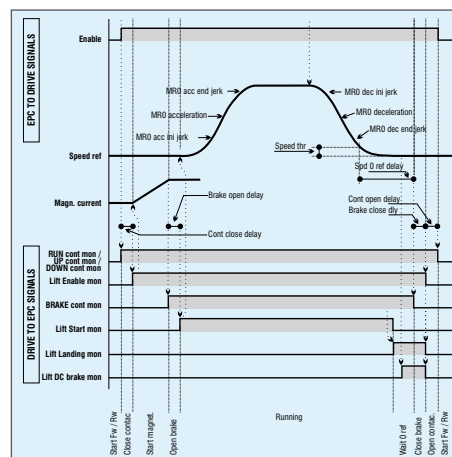 EPC TO DRIVE SIGNALS
Enable
MR0 acc end jerk
MR0 dec ini jerk
MR0 acceleration
MR0 deceleration
MR0 acc ini jerk
MR0 dec end jerk
Speed thr
Speed ref
Spd 0 ref delay
Magn. current
Brake open delay
Cont open delay
Brake close dly
Cont close delay
DRIVE TO EPC SIGNALS
RUN cont mon /
UP cont mon /
DOWN cont mon
Lift Enable mon
BRAKE cont mon
Lift Start mon
Lift Landing mon
Lift DC brake mon
Start Fw / Rw
Close contac.
Start magnet.
Open brake
Running
Wait 0 ref
Close brake
Open contac.
Start Fw / Rw